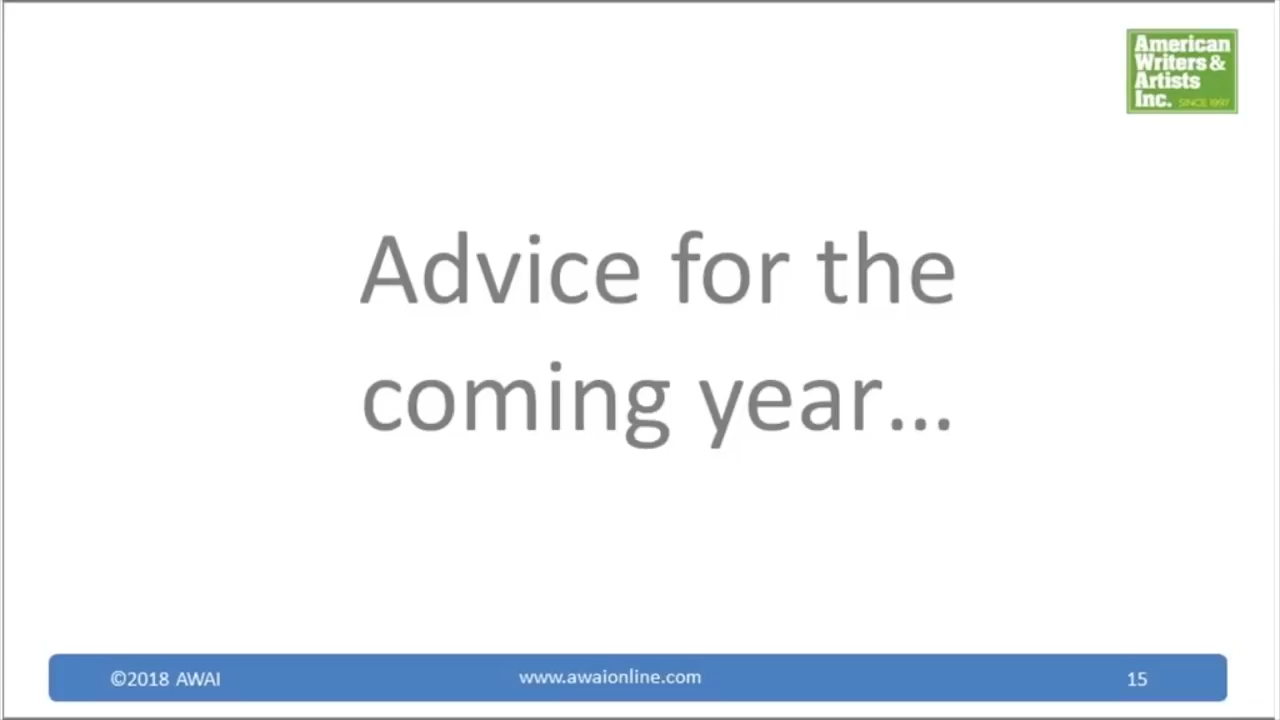 American
Writers &
Artists
Inc. SINCE 1997
Advice for the
coming year...
©2018 AWAI
www.awaionline.com
15